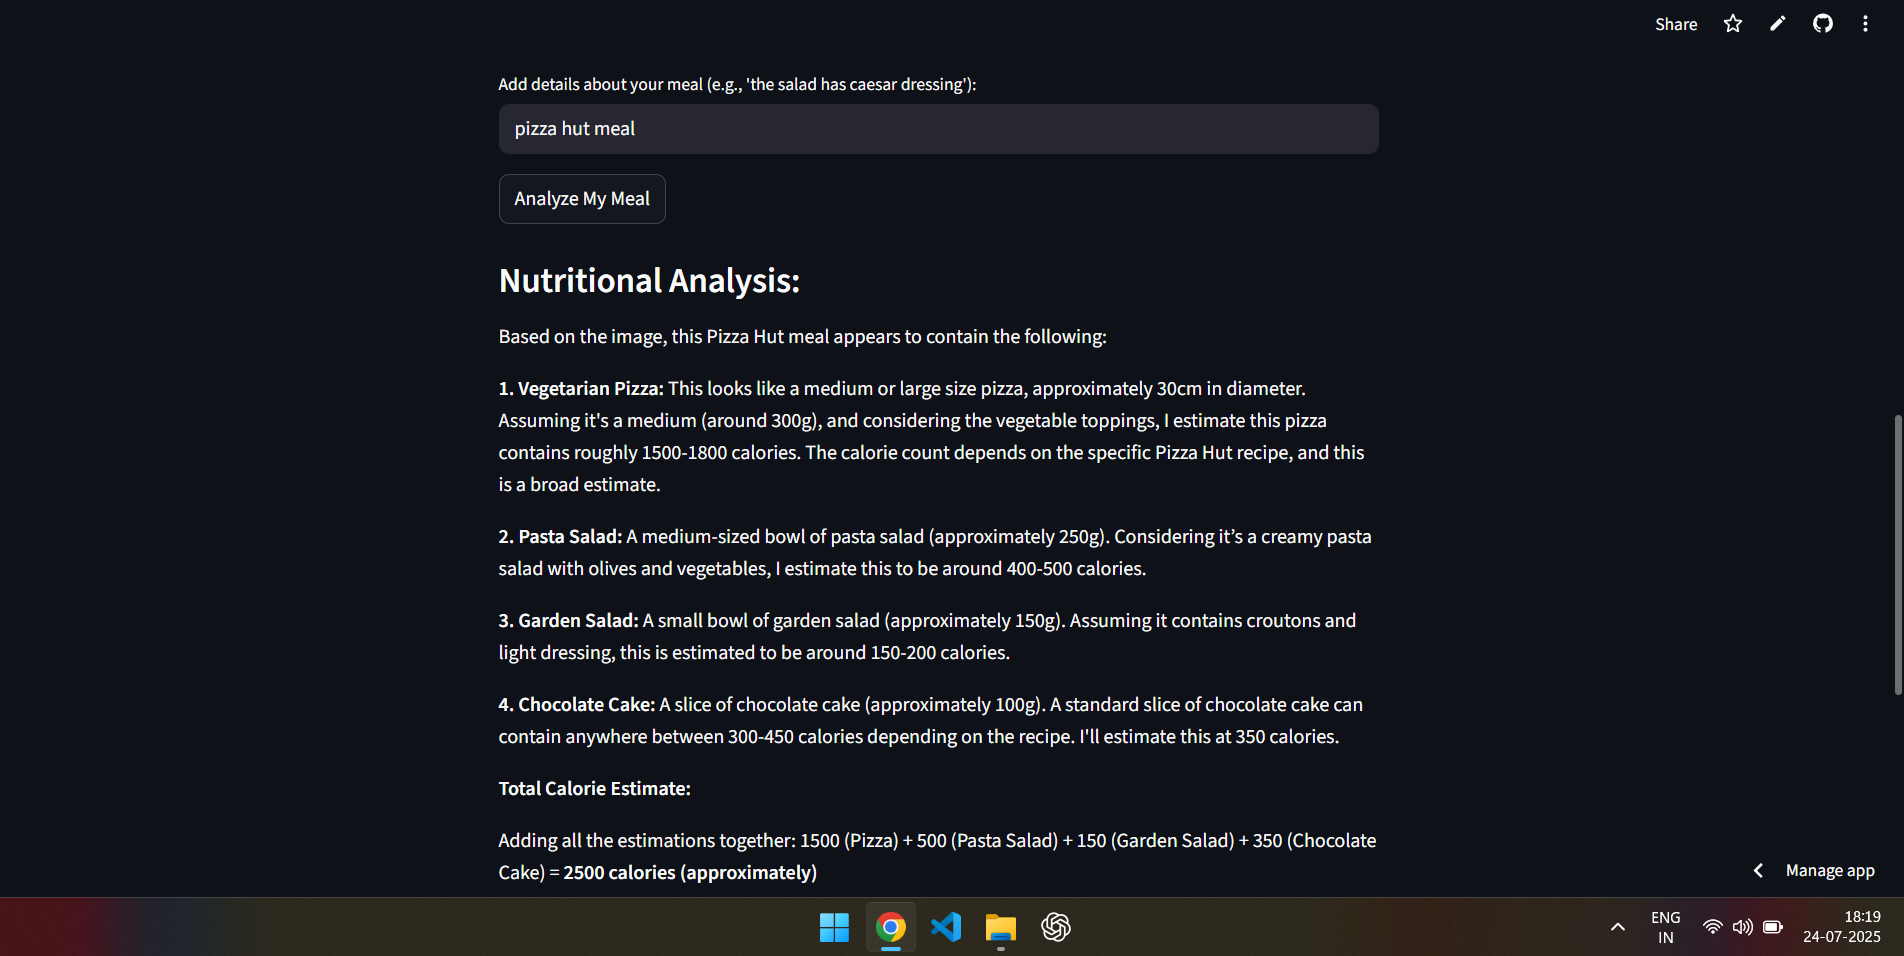 Share
Add details about your meal (e.g., 'the salad has caesar dressing'):
pizza hut meal
Analyze My Meal
Nutritional Analysis:
Based on the image, this Pizza Hut meal appears to contain the following:
1. Vegetarian Pizza: This looks like a medium or large size pizza, approximately 30cm in diameter.
Assuming it's a medium (around 300g), and considering the vegetable toppings, I estimate this pizza
contains roughly 1500-1800 calories. The calorie count depends on the specific Pizza Hut recipe, and this
is a broad estimate.
2. Pasta Salad: A medium-sized bowl of pasta salad (approximately 250g). Considering it’s a creamy pasta
salad with olives and vegetables, I estimate this to be around 400-500 calories.
3. Garden Salad: A small bowl of garden salad (approximately 150g). Assuming it contains croutons and
light dressing, this is estimated to be around 150-200 calories.
4. Chocolate Cake: A slice of chocolate cake (approximately 100g). A standard slice of chocolate cake can
contain anywhere between 300-450 calories depending on the recipe. I'll estimate this at 350 calories.
Total Calorie Estimate:
Adding all the estimations together: 1500 (Pizza) + 500 (Pasta Salad) + 150 (Garden Salad) + 350 (Chocolate
Cake) = 2500 calories (approximately)
Manage app
ENG
IN
18:19
24-07-2025